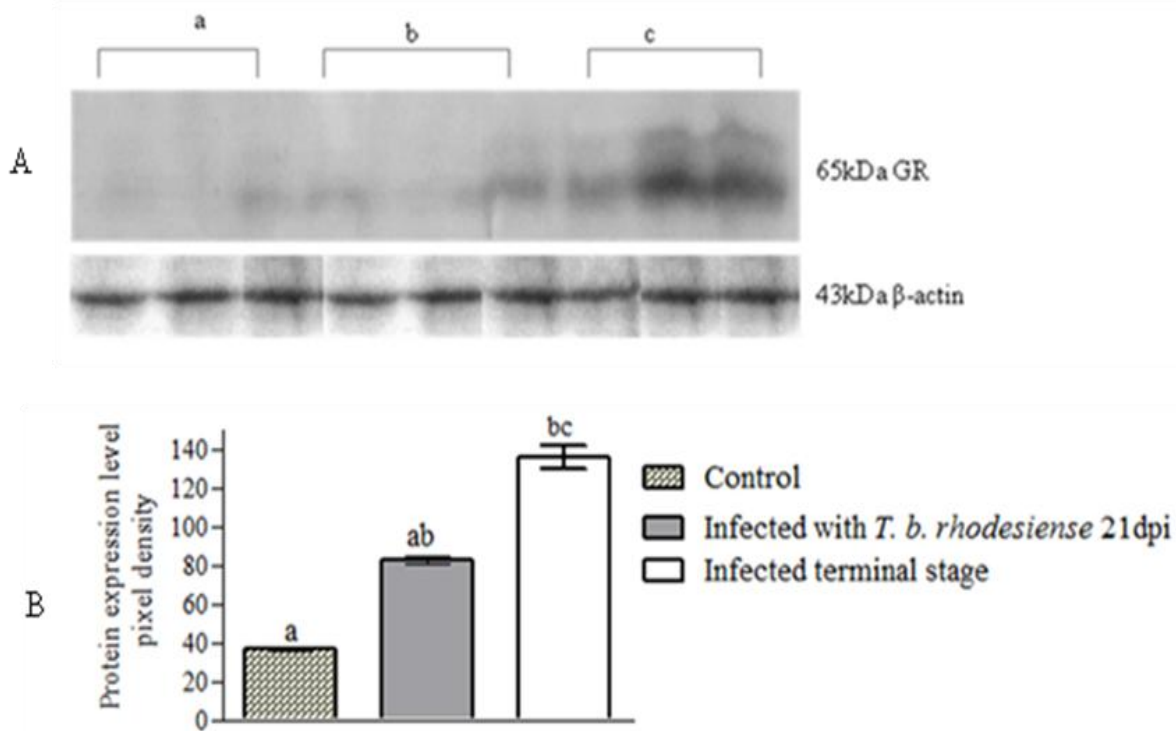 a b c
A
65kDa GR
43kDa β-actin
B
Protein expression level
pixel density
140
120
100
80
60
40
20
0
a
ab
bc
Control
Infected with T. b. rhodesiense 21dpi
Infected terminal stage